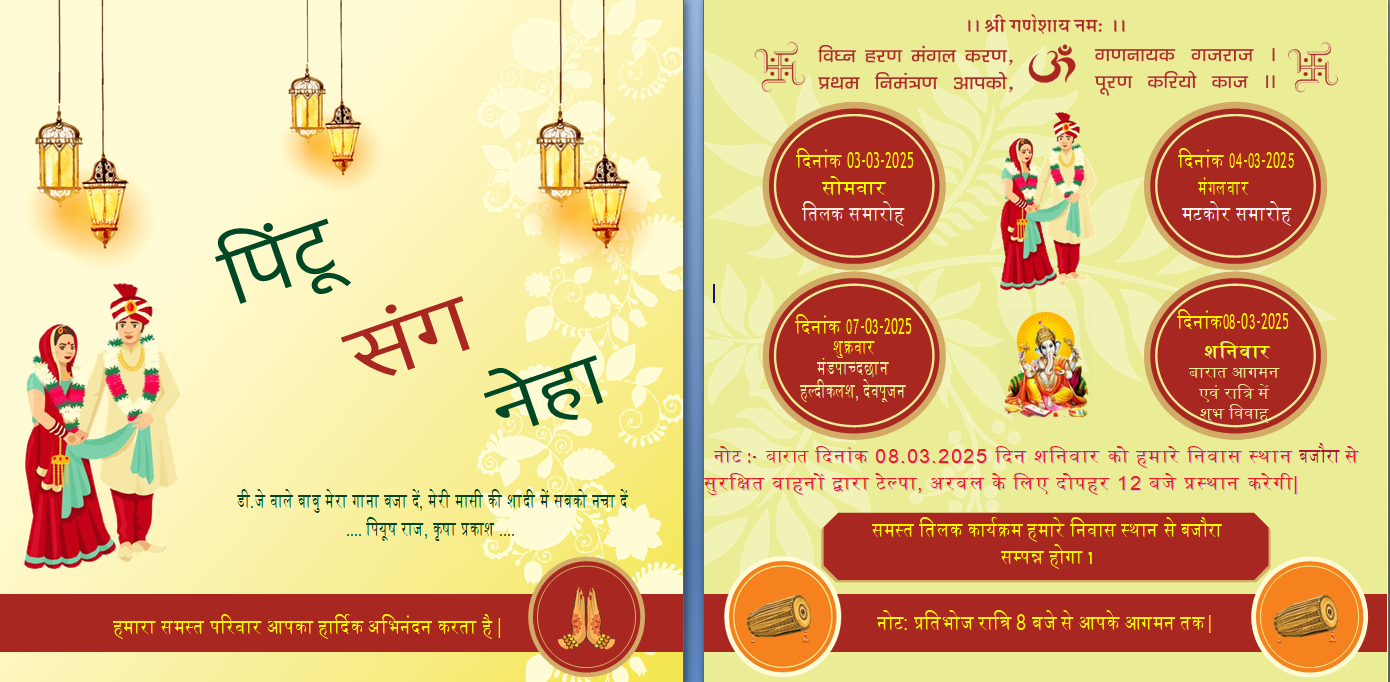 पिंटू
संग
नेहा
डी.जे वाले बाबु मेरा गाना बजा दें, मेरी मासी की शादी में सबको नचा दें
.... पियूष राज, कृषा प्रकाश ....
हमारा समस्त परिवार आपका हार्दिक अभिनंदन करता है |
।। श्री गणेशाय नमः ।।
विघ्न हरण मंगल करण, ॐ गणनायक गजराज ।
प्रथम निमंत्रण आपको, पूरण करियो काज ।।
दिनांक 03-03-2025
सोमवार
तिलक समारोह
दिनांक 04-03-2025
मंगलवार
मटकोर समारोह
दिनांक 07-03-2025
शुक्रवार
मंडपाच्दछान
हल्दीकलश, देवपूजन
दिनांक08-03-2025
शनिवार
बारात आगमन
एवं रात्रि में
शुभ विवाह
नोट :- बारात दिनांक 08.03.2025 दिन शनिवार को हमारे निवास स्थान बजौरा से
सुरक्षित वाहनों द्वारा टेल्पा, अरवल के लिए दोपहर 12 बजे प्रस्थान करेगी|
समस्त तिलक कार्यक्रम हमारे निवास स्थान से बजौरा
सम्पन्न होगा 1
नोट: प्रतिभोज रात्रि 8 बजे से आपके आगमन तक|